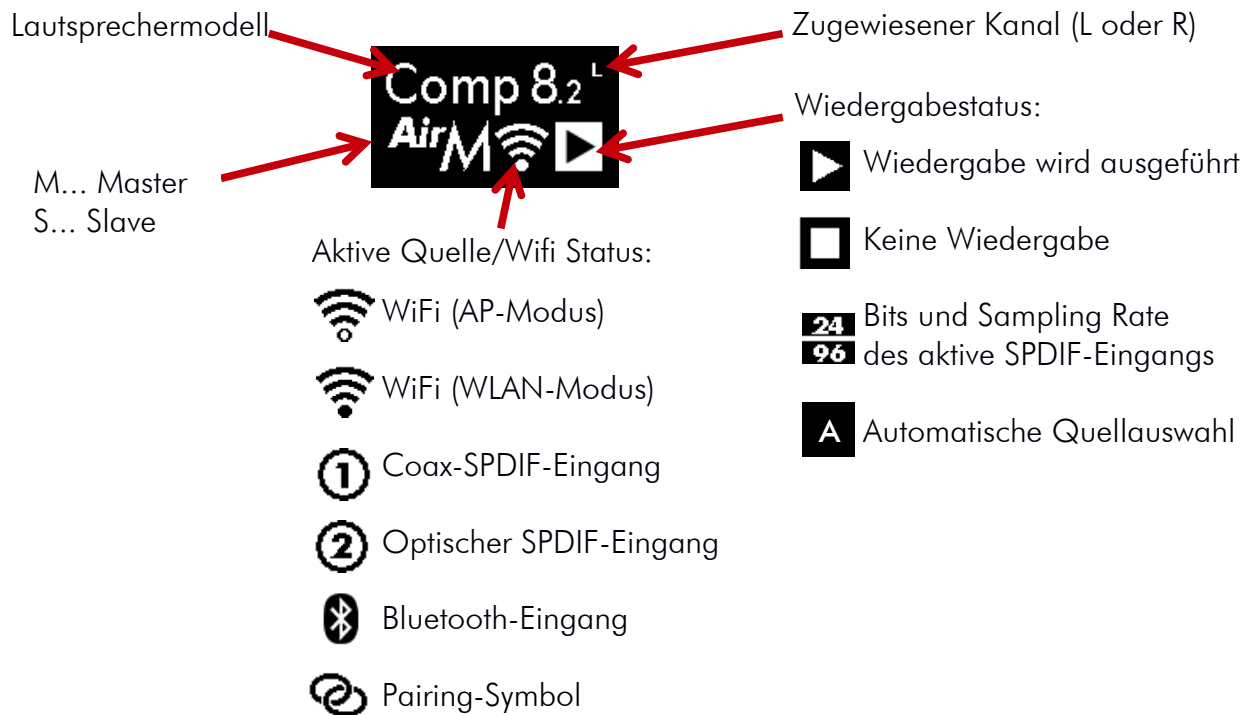 Lautsprechermodell
Zugewiesener Kanal (L oder R)
Comp 8.2 L
Air M
M... Master
S... Slave
Aktive Quelle/Wifi Status:
WiFi (AP-Modus)
WiFi (WLAN-Modus)
1 Coax-SPDIF-Eingang
2 Optischer SPDIF-Eingang
Bluetooth-Eingang
Pairing-Symbol
Wiedergabestatus:
Wiedergabe wird ausgeführt
Keine Wiedergabe
24 Bits und Sampling Rate
96 des aktive SPDIF-Eingangs
A Automatische Quellauswahl